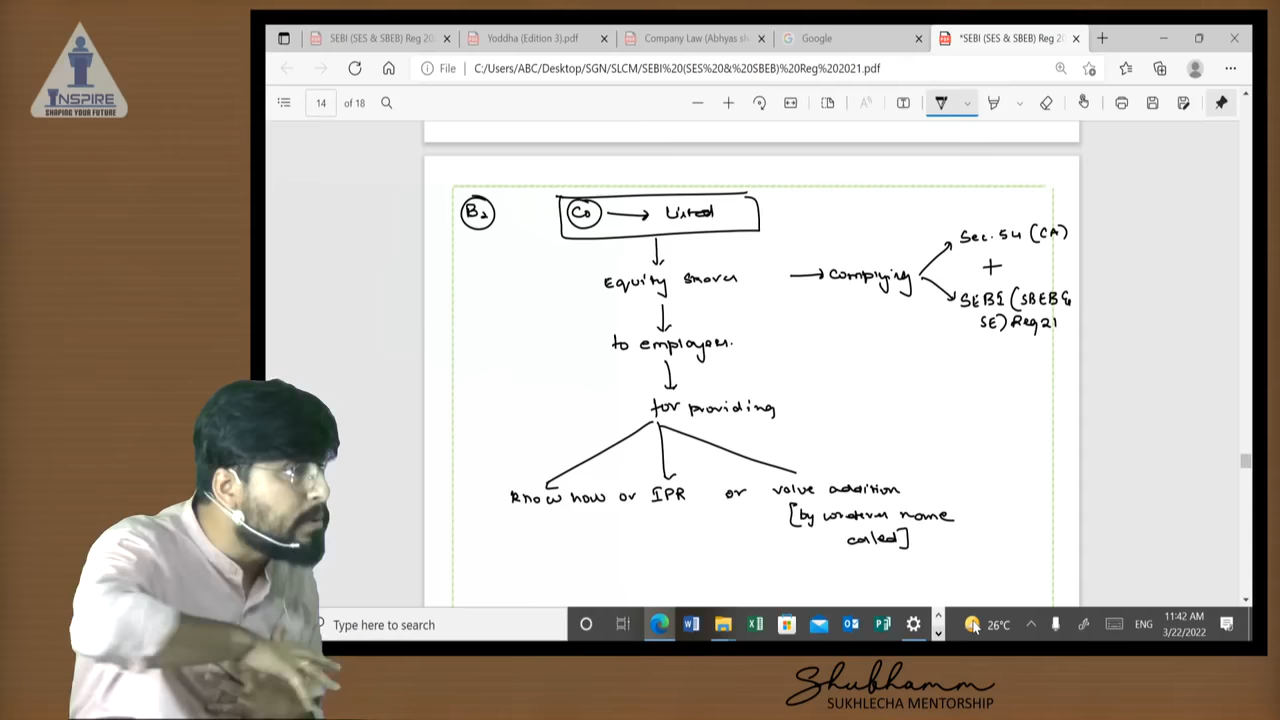 INSPIRE
SHAPING YOUR FUTURE
SEBI (SES & SBEB) Reg 20
Yoddha (Edition 3).pdf
Company Law (Abhyas sh
Google
*SEBI (SES & SBEB) Reg 20
File
C:/Users/ABC/Desktop/SGN/SLCM/SEBI%20(SES%20&%20SBEB)%20Reg%202021.pdf
14 of 18
Co → Listed
Equity shares → complying
Sec.54 (CA)
+
SEBI (SBEB &
SE) Reg 21
to employees.
for providing
know how or IPR or value addition
[by whatever name
called]
Type here to search
26°C
ENG
11:42 AM
3/22/2022
Shubhamm
SUKHLECHA MENTORSHIP